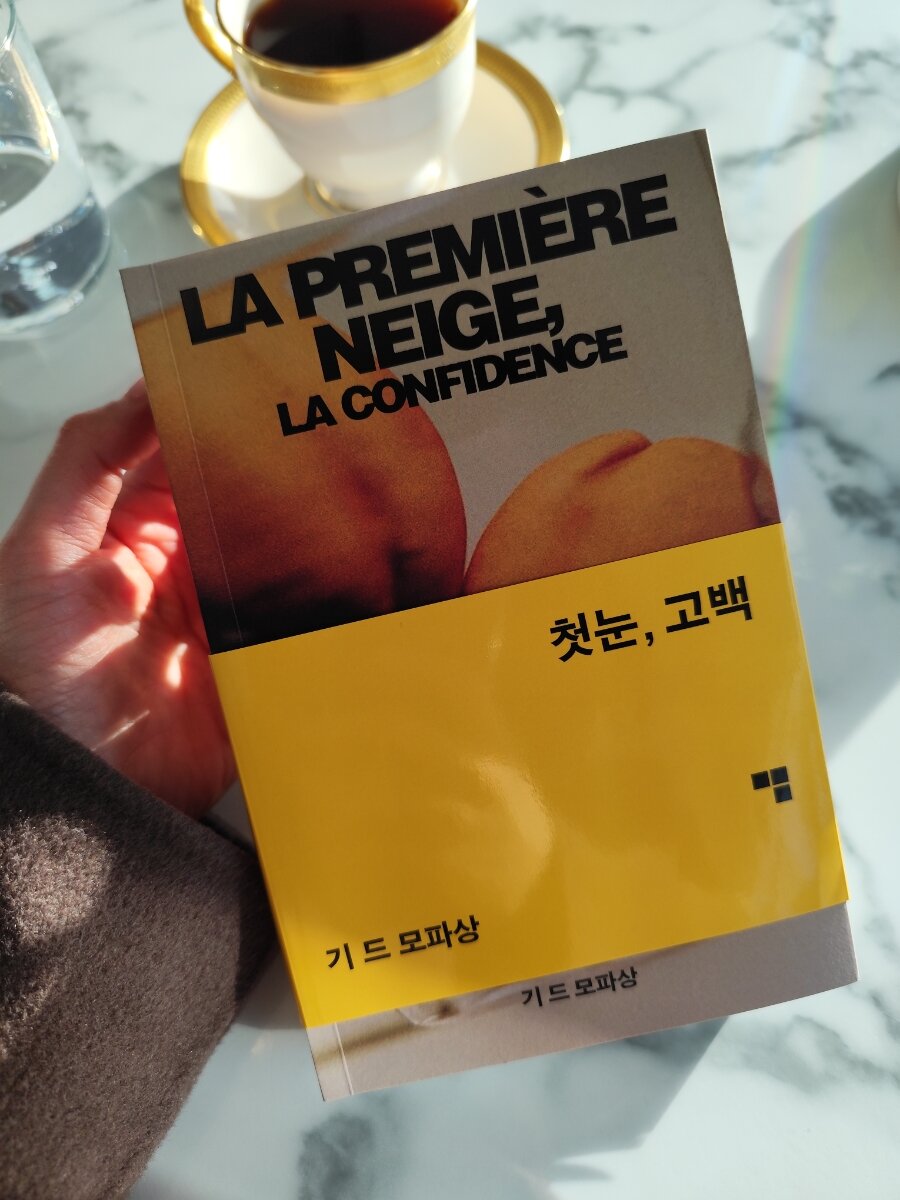 LA PREMIÈRE
NEIGE,
LA CONFIDENCE
첫눈, 고백
기 드 모파상
기 드 모파상